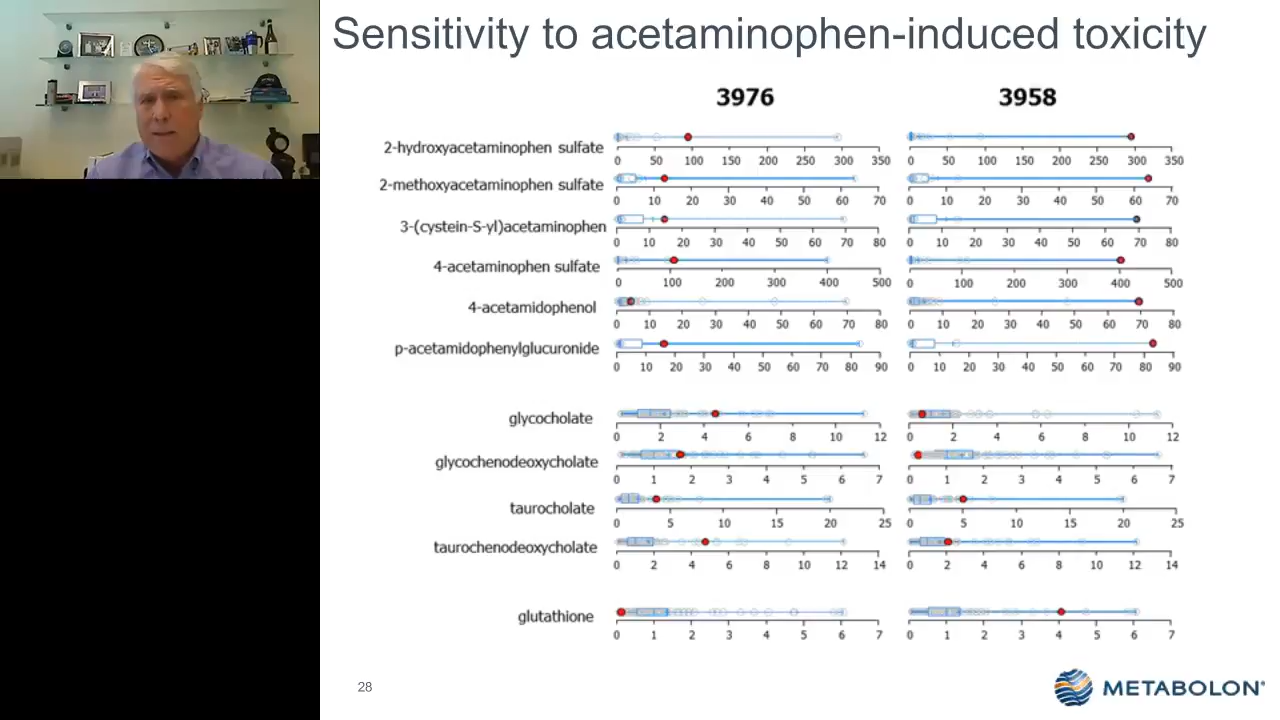 Sensitivity to acetaminophen-induced toxicity
3976 3958
2-hydroxyacetaminophen sulfate
0 50 100 150 200 250 300 350 0 50 100 150 200 250 300 350
2-methoxyacetaminophen sulfate
0 10 20 30 40 50 60 70 0 10 20 30 40 50 60 70
3-(cystein-S-yl)acetaminophen
0 10 20 30 40 50 60 70 80 0 10 20 30 40 50 60 70 80
4-acetaminophen sulfate
0 100 200 300 400 500 0 100 200 300 400 500
4-acetamidophenol
0 10 20 30 40 50 60 70 80 0 10 20 30 40 50 60 70 80
p-acetamidophenylglucuronide
0 10 20 30 40 50 60 70 80 90 0 10 20 30 40 50 60 70 80 90
glycocholate
0 2 4 6 8 10 12 0 2 4 6 8 10 12
glycochenodeoxycholate
0 1 2 3 4 5 6 7 0 1 2 3 4 5 6 7
taurocholate
0 5 10 15 20 25 0 5 10 15 20 25
taurochenodeoxycholate
0 2 4 6 8 10 12 14 0 2 4 6 8 10 12 14
glutathione
0 1 2 3 4 5 6 7 0 1 2 3 4 5 6 7
28
METABOLON